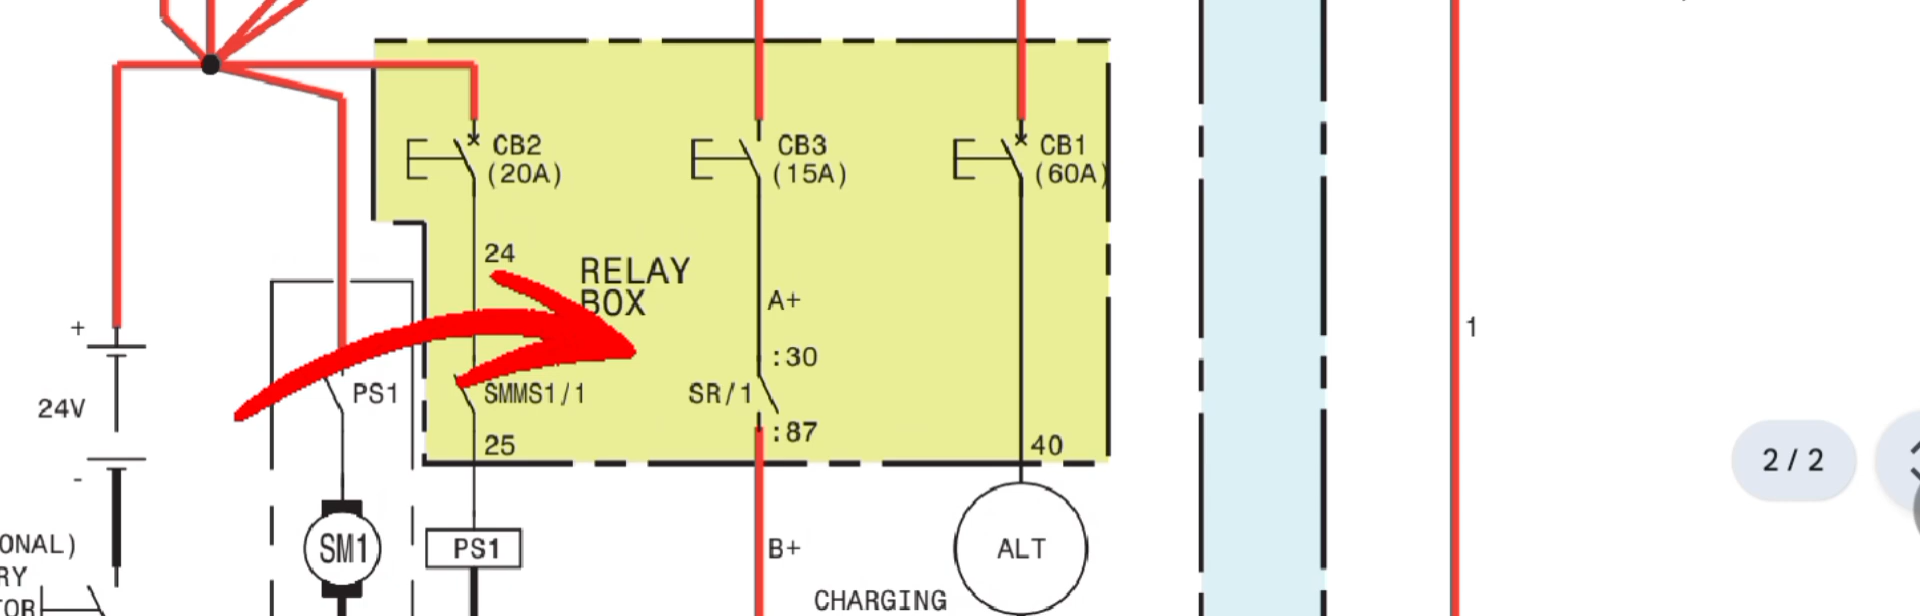 CB2
(20A)
CB3
(15A)
CB1
(60A)
24
RELAY
BOX
A+
:30
+
1
PS1
SMMS1/1
SR/1
24V
:87
25
40
2 / 2
-
ONAL)
SM1
PS1
B+
ALT
RY
TOR
CHARGING